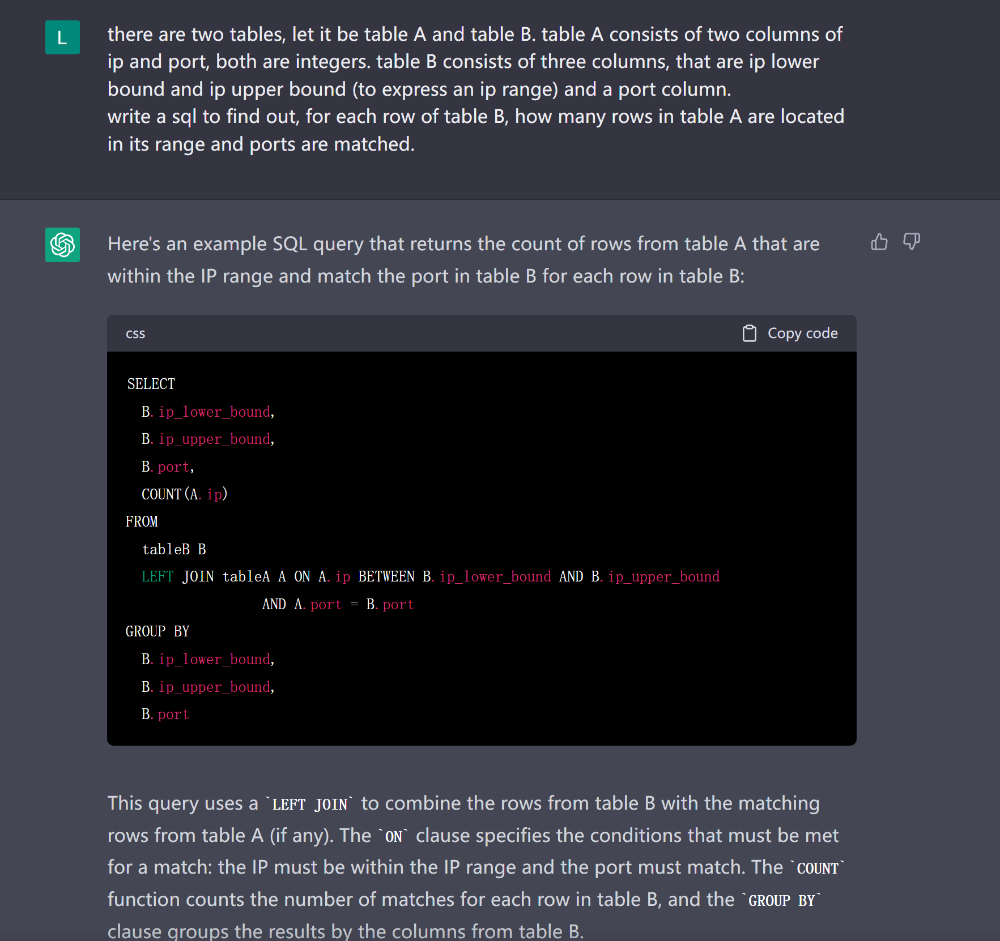 L
there are two tables, let it be table A and table B. table A consists of two columns of
ip and port, both are integers. table B consists of three columns, that are ip lower
bound and ip upper bound (to express an ip range) and a port column.
write a sql to find out, for each row of table B, how many rows in table A are located
in its range and ports are matched.
Here's an example SQL query that returns the count of rows from table A that are
within the IP range and match the port in table B for each row in table B:
css
Copy code
SELECT
  B.ip_lower_bound,
  B.ip_upper_bound,
  B.port,
  COUNT(A.ip)
FROM
  tableB B
  LEFT JOIN tableA A ON A.ip BETWEEN B.ip_lower_bound AND B.ip_upper_bound
                 AND A.port = B.port
GROUP BY
  B.ip_lower_bound,
  B.ip_upper_bound,
  B.port
This query uses a `LEFT JOIN` to combine the rows from table B with the matching
rows from table A (if any). The `ON` clause specifies the conditions that must be met
for a match: the IP must be within the IP range and the port must match. The `COUNT`
function counts the number of matches for each row in table B, and the `GROUP BY`
clause groups the results by the columns from table B.